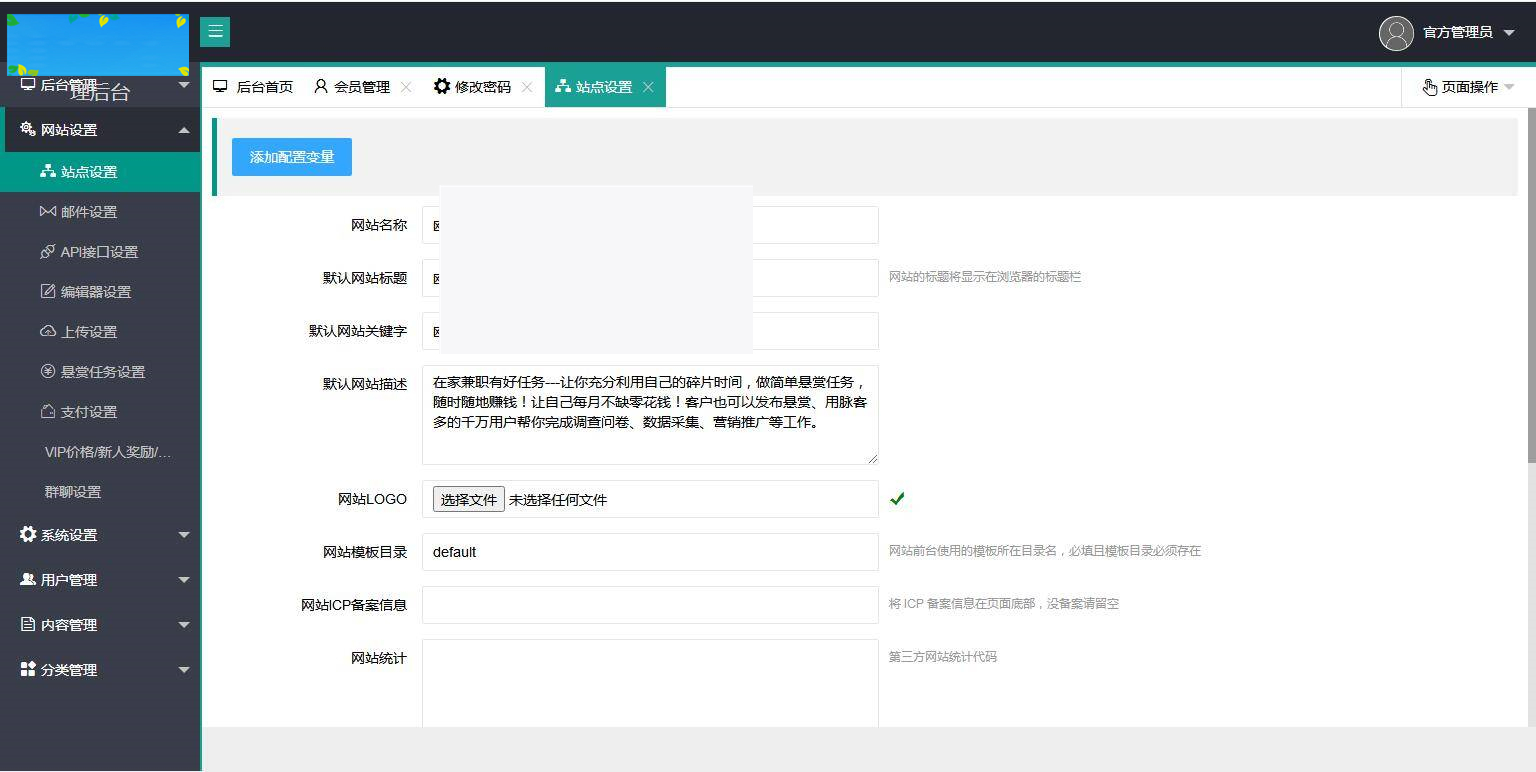 官方管理员
后台管理
理后台
后台首页
会员管理
修改密码
站点设置
页面操作
网站设置
站点设置
邮件设置
API接口设置
编辑器设置
上传设置
悬赏任务设置
支付设置
VIP价格/新人奖励/...
群聊设置
系统设置
用户管理
内容管理
分类管理
添加配置变量
网站名称
默认网站标题
网站的标题将显示在浏览器的标题栏
默认网站关键字
默认网站描述
在家兼职有好任务---让你充分利用自己的碎片时间，做简单悬赏任务，
随时随地赚钱！让自己每月不缺零花钱！客户也可以发布悬赏、用脉客
多的千万用户帮你完成调查问卷、数据采集、营销推广等工作。
网站LOGO
选择文件 未选择任何文件
网站模板目录
default
网站前台使用的模板所在目录名，必填且模板目录必须存在
网站ICP备案信息
将 ICP 备案信息在页面底部，没备案请留空
网站统计
第三方网站统计代码